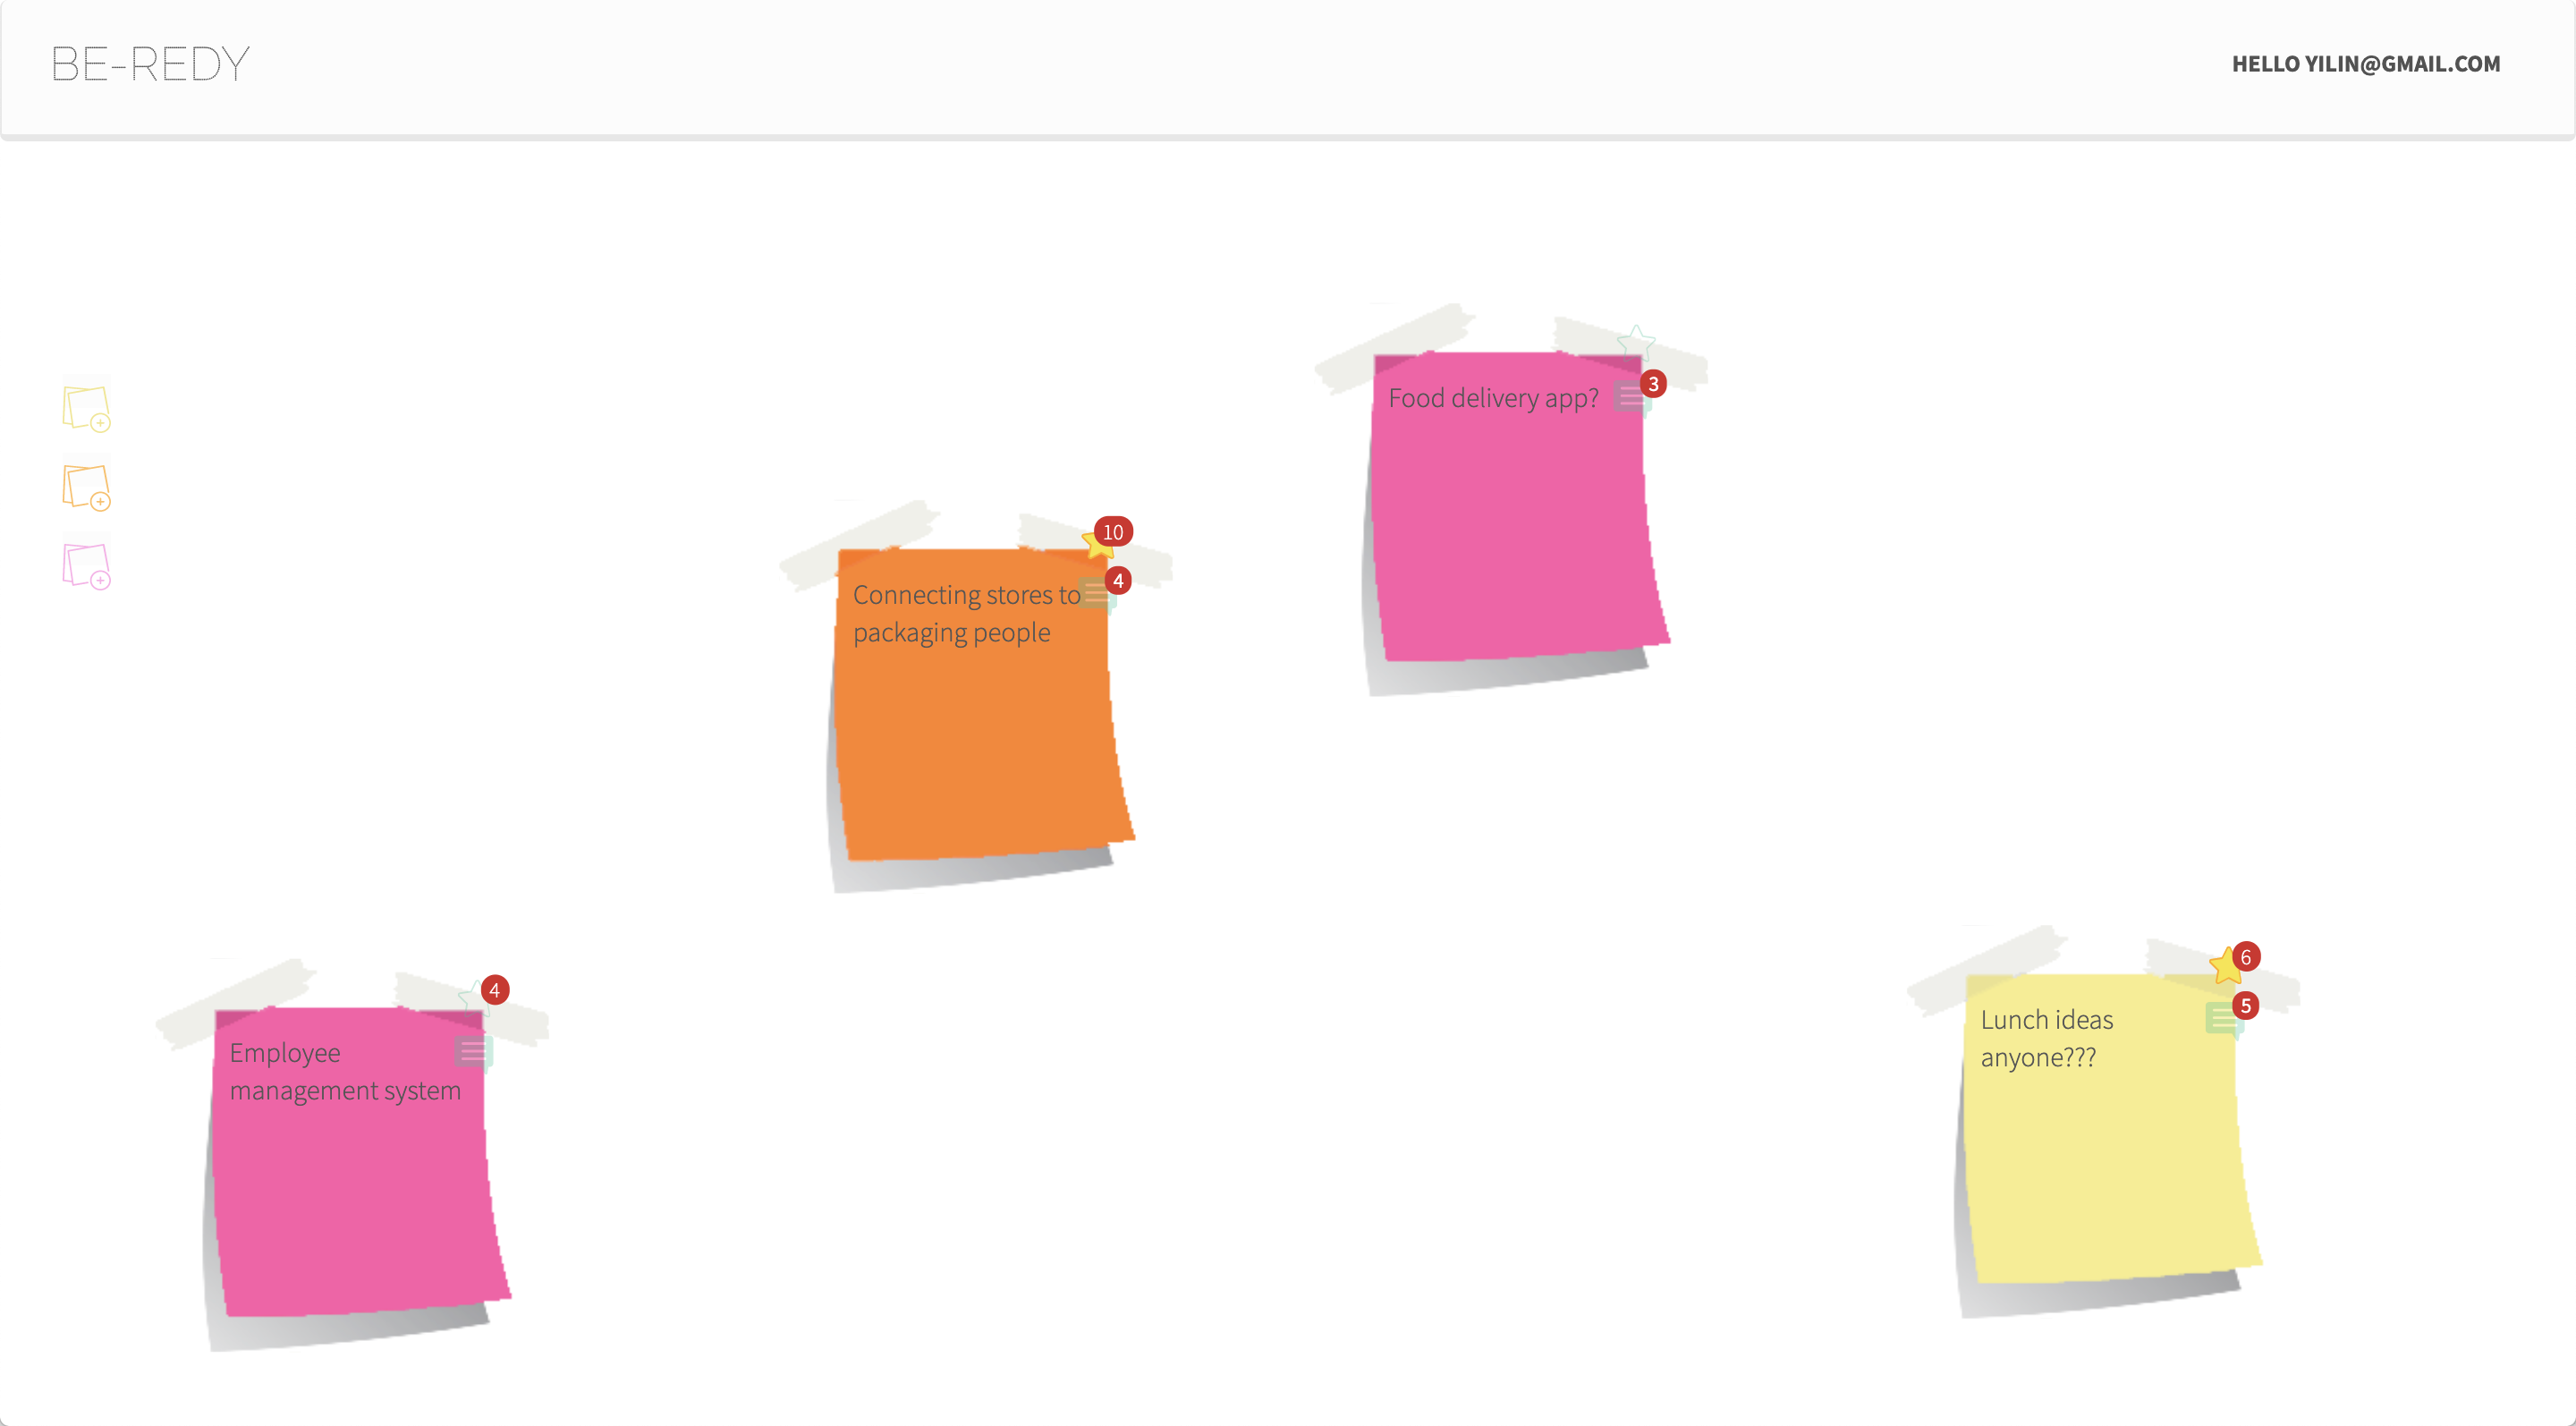 BE-REDY
HELLO YILIN@GMAIL.COM
3
Food delivery app?
10
4
Connecting stores to
packaging people
4
Employee
management system
6
5
Lunch ideas
anyone???